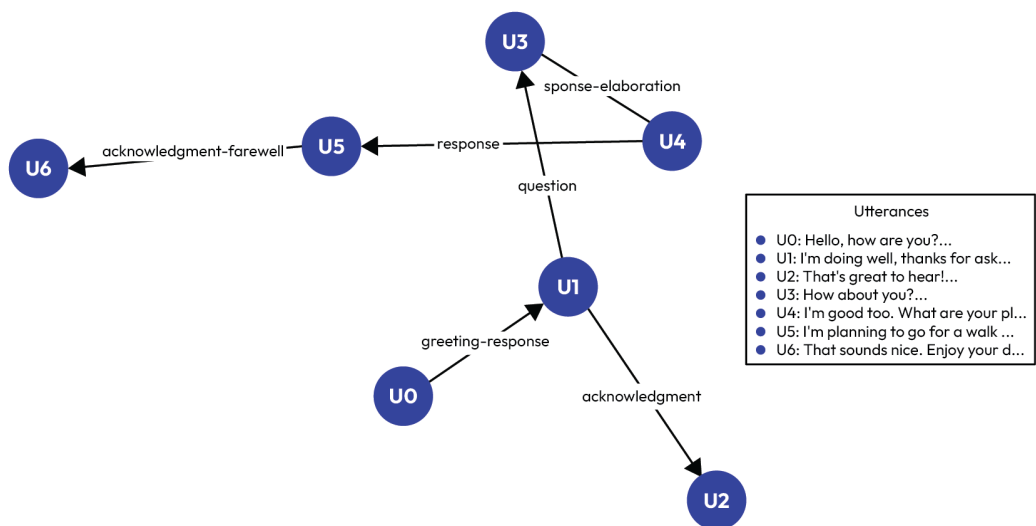 U3
sponse-elaboration
U4
response
U5
acknowledgment-farewell
U6
question
U1
greeting-response
U0
acknowledgment
U2
Utterances
U0: Hello, how are you?...
U1: I'm doing well, thanks for ask...
U2: That's great to hear!...
U3: How about you?...
U4: I'm good too. What are your pl...
U5: I'm planning to go for a walk ...
U6: That sounds nice. Enjoy your d...